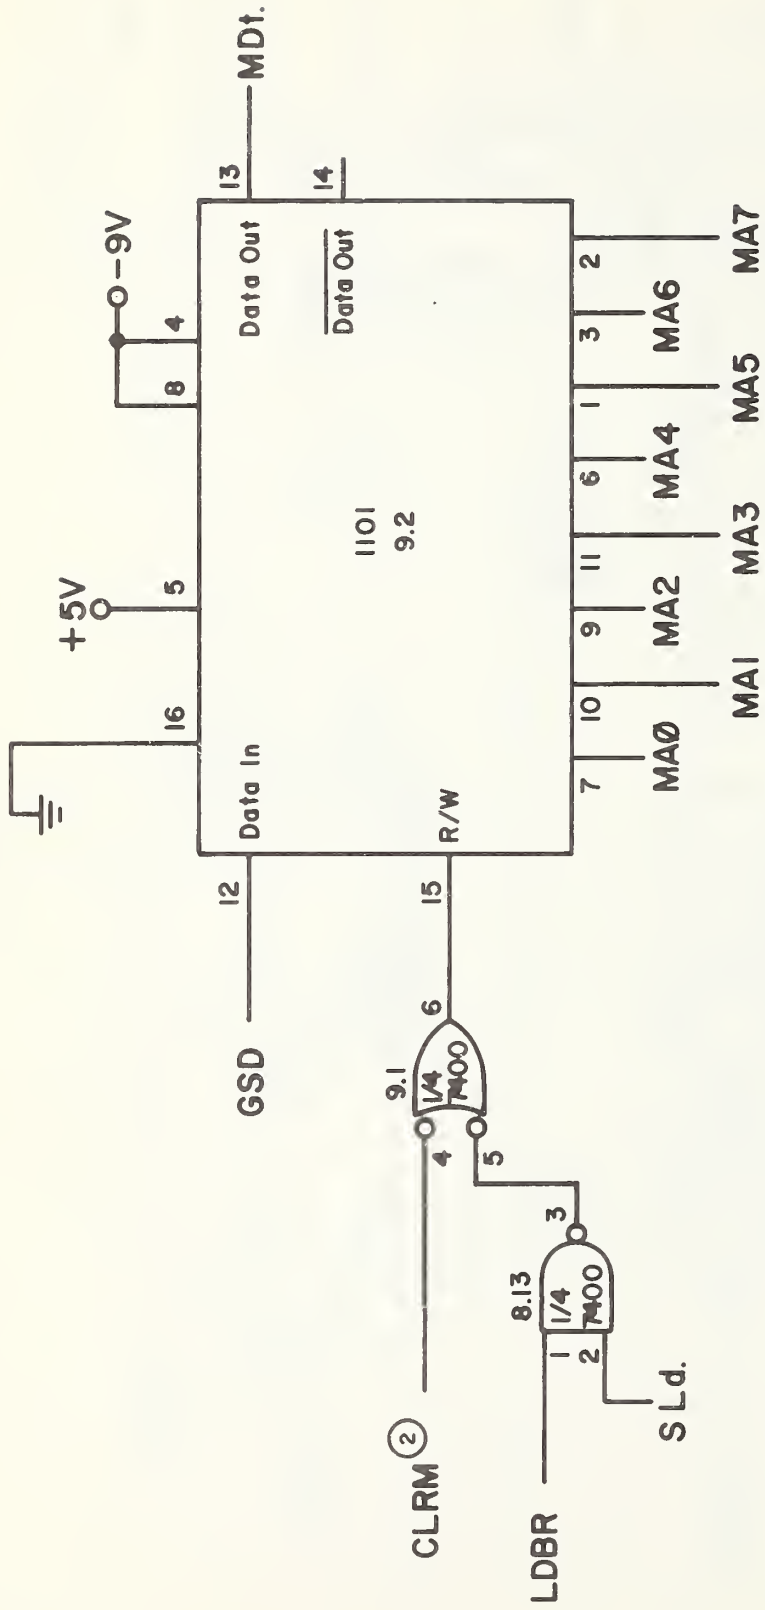 -9V
+5V
16
5
8
4
13
MDt.
14
Data In
Data Out
Data Out
12
GSD
1101
9.2
R/W
15
9.1
1/4
7400
6
4
5
CLRM ②
8.13
1/4
7400
3
1
2
LDBR
S Ld.
7
10
9
11
6
1
3
2
MAØ
MA1
MA2
MA3
MA4
MA5
MA6
MA7